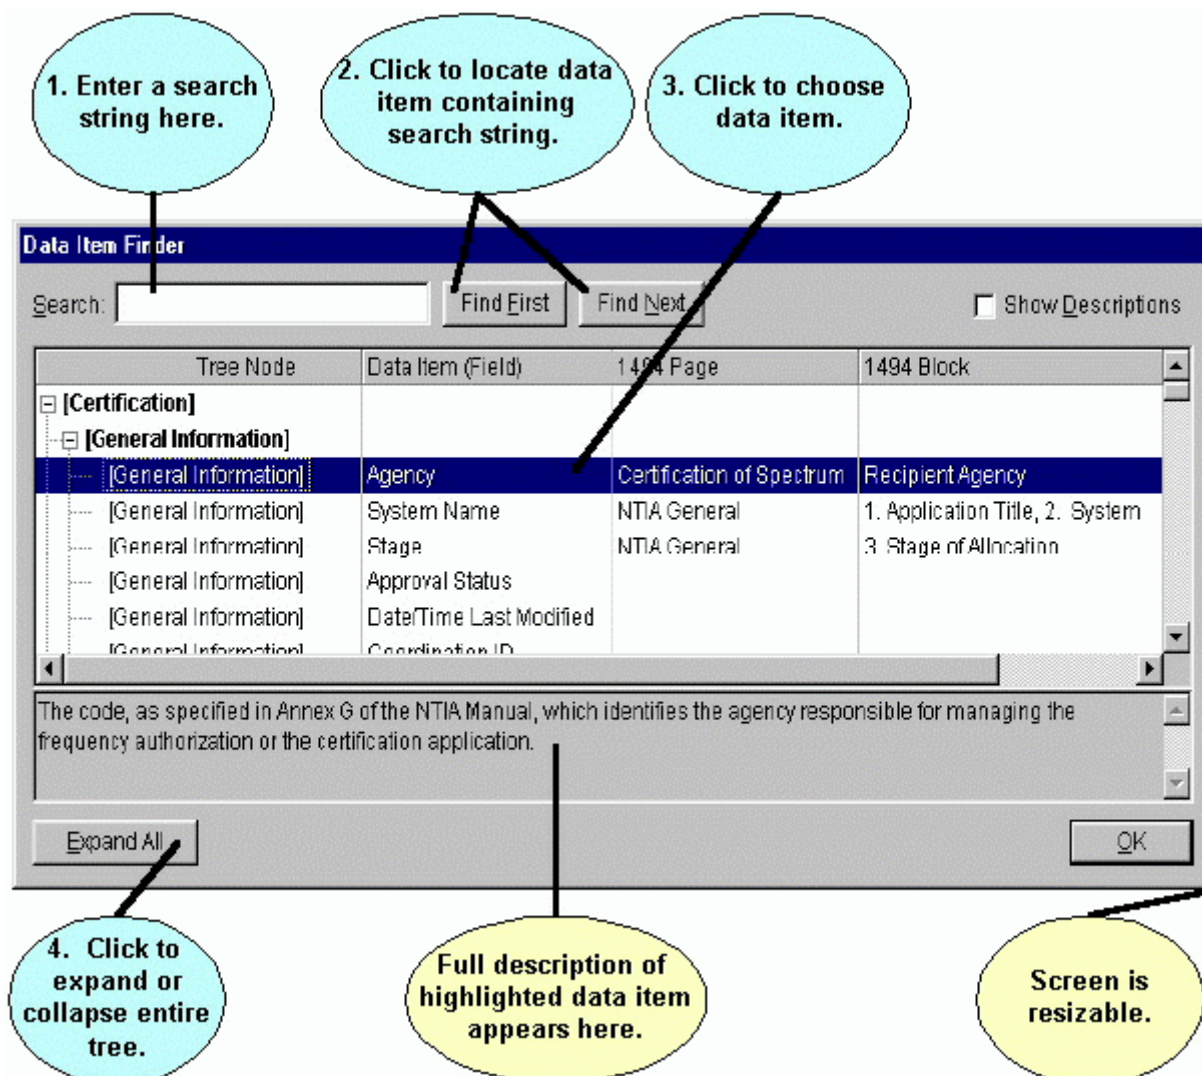 1. Enter a search
string here.
2. Click to locate data
item containing
search string.
3. Click to choose
data item.
Data Item Finder
Search:
Find First
Find Next
Show Descriptions
Tree Node
Data Item (Field)
1494 Page
1494 Block
[Certification]
[General Information]
[General Information] Agency Certification of Spectrum Recipient Agency
[General Information] System Name NTIA General 1. Application Title, 2. System
[General Information] Stage NTIA General 3. Stage of Allocation
[General Information] Approval Status
[General Information] Date/Time Last Modified
[General Information] Coordination ID
The code, as specified in Annex G of the NTIA Manual, which identifies the agency responsible for managing the
frequency authorization or the certification application.
Expand All
OK
4. Click to
expand or
collapse entire
tree.
Full description of
highlighted data item
appears here.
Screen is
resizable.